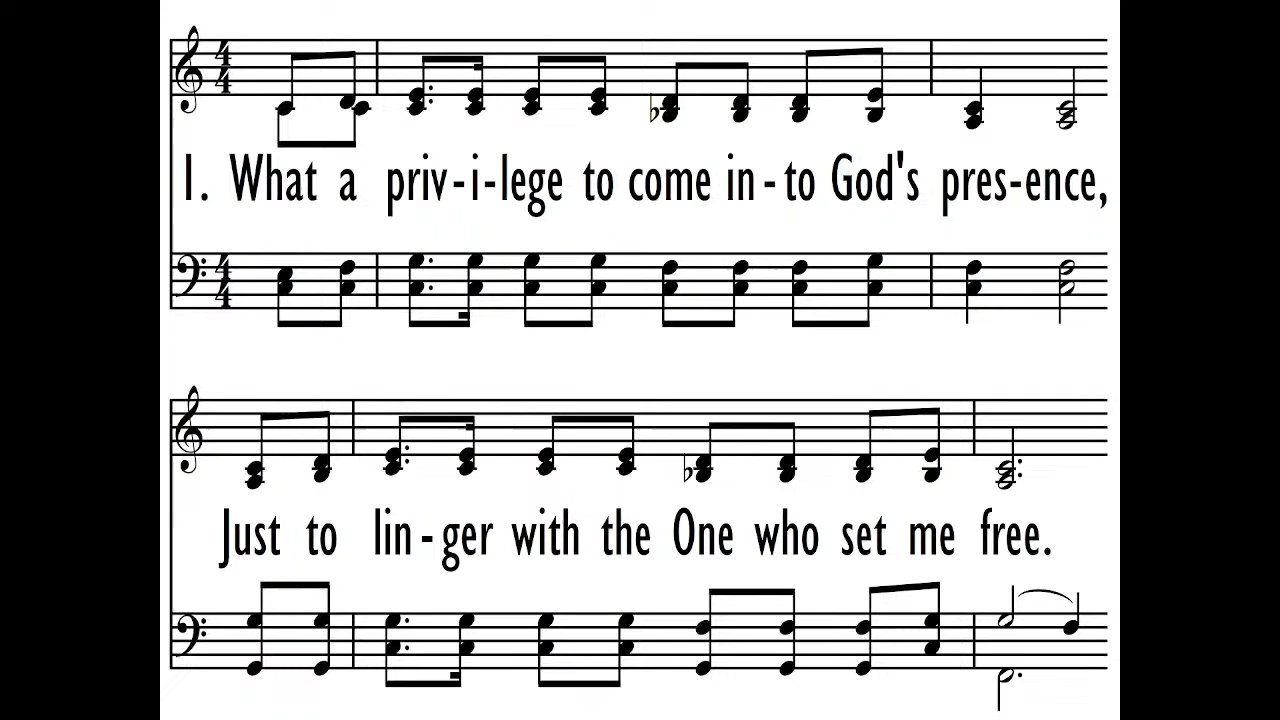 1. What a priv-i-lege to come in-to God's pres-ence,
Just to lin-ger with the One who set me free.